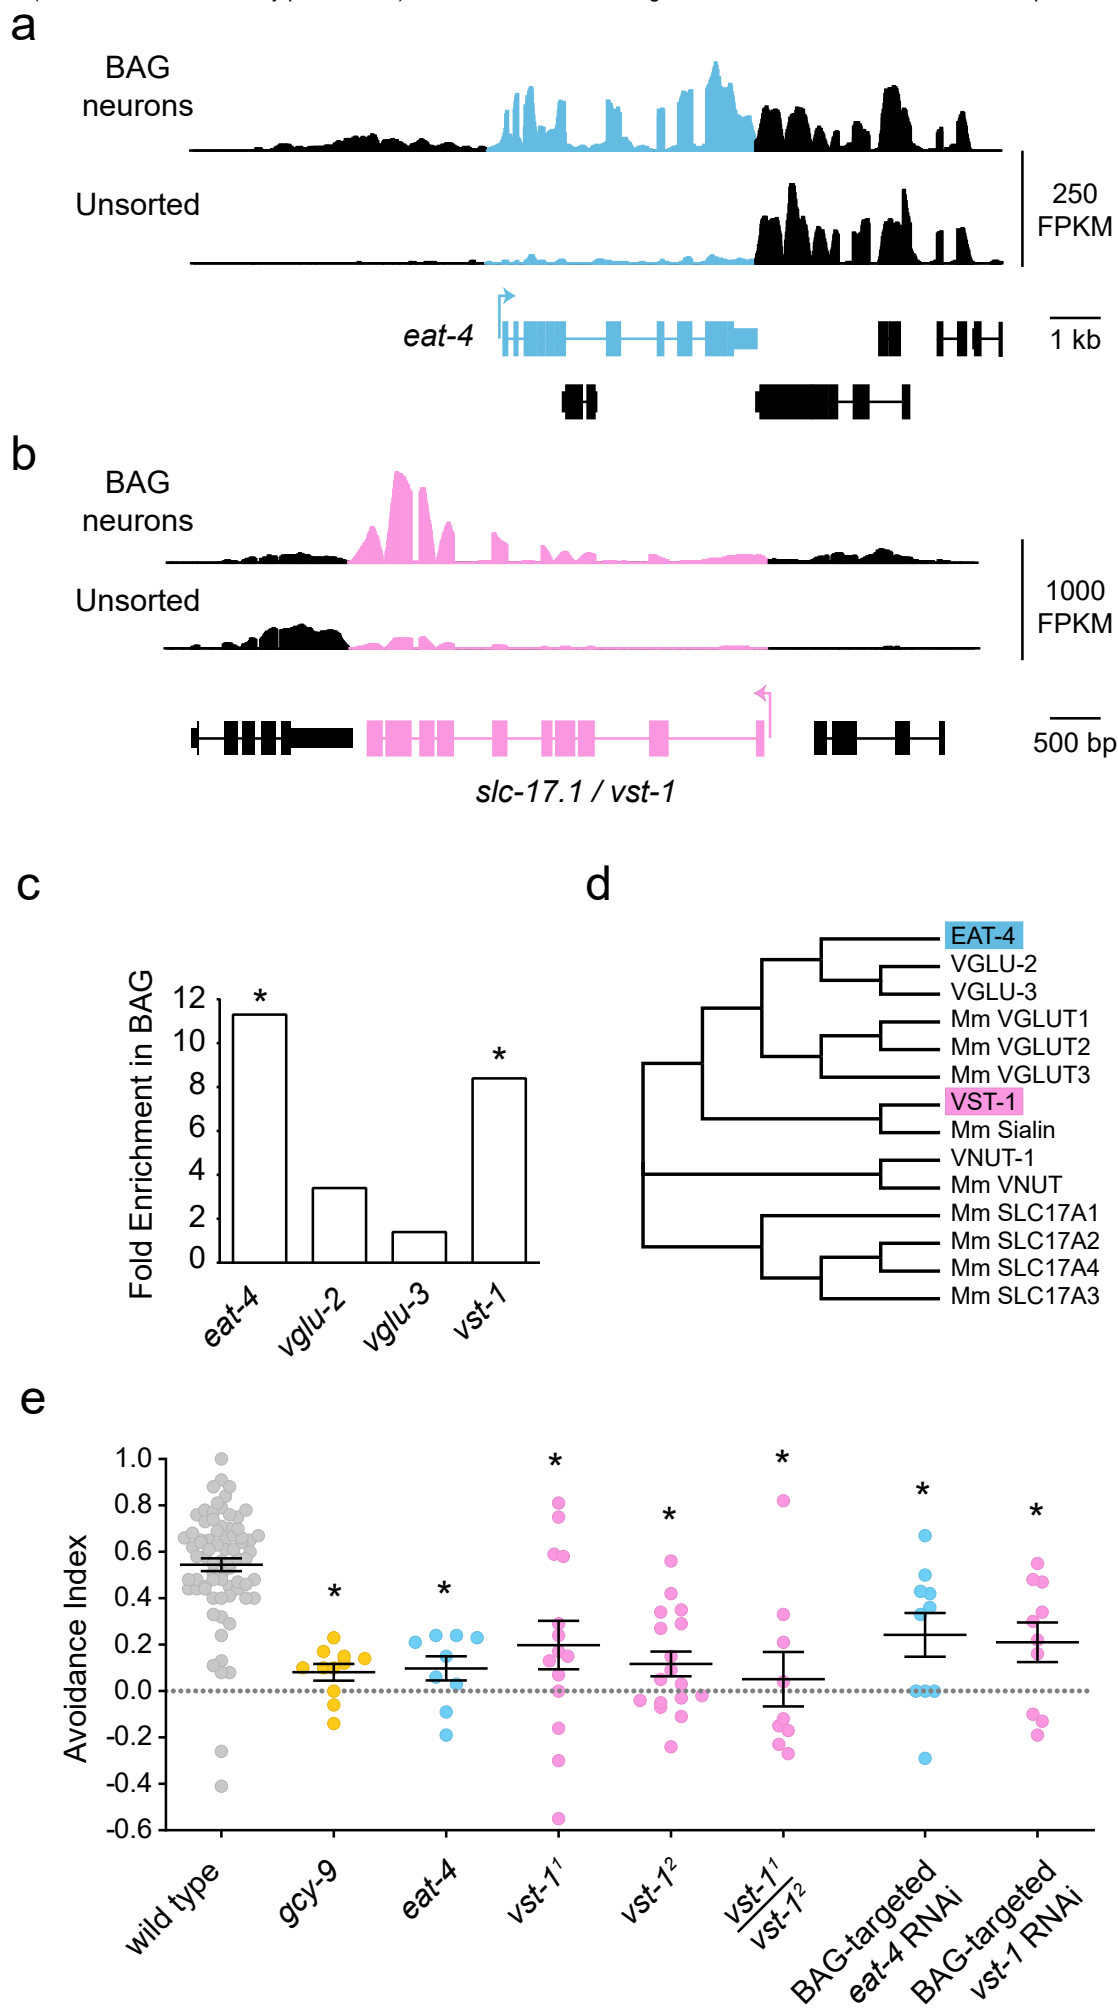 a
BAG
neurons
Unsorted
250
FPKM
eat-4
1 kb
b
BAG
neurons
Unsorted
1000
FPKM
500 bp
slc-17.1 / vst-1
c
Fold Enrichment in BAG
12
10
8
6
4
2
0
*
*
eat-4
vglu-2
vglu-3
vst-1
d
EAT-4
VGLU-2
VGLU-3
Mm VGLUT1
Mm VGLUT2
Mm VGLUT3
VST-1
Mm Sialin
VNUT-1
Mm VNUT
Mm SLC17A1
Mm SLC17A2
Mm SLC17A4
Mm SLC17A3
e
Avoidance Index
1.0
0.8
0.6
0.4
0.2
0.0
-0.2
-0.4
-0.6
*
*
*
*
*
*
*
wild type
gcy-9
eat-4
vst-1¹
vst-1²
vst-1¹
vst-1²
BAG-targeted
eat-4 RNAi
BAG-targeted
vst-1 RNAi